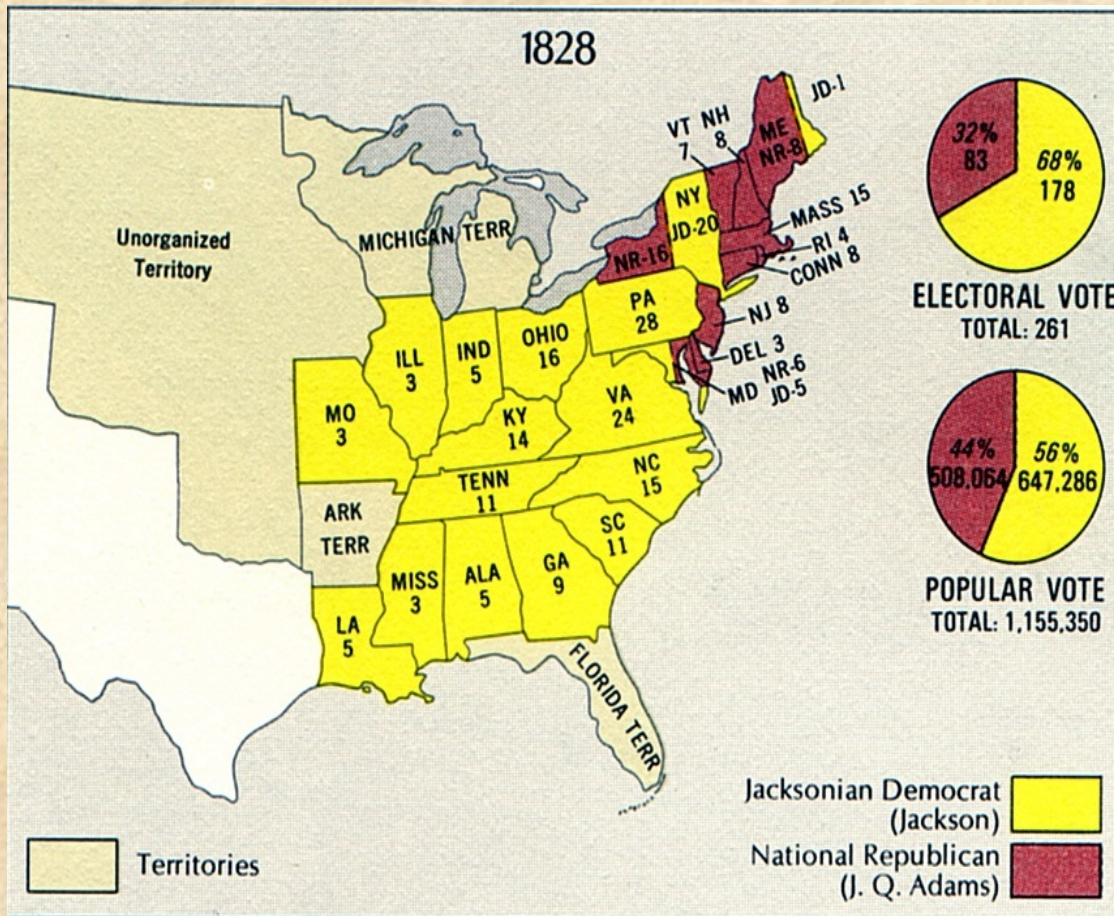 1828
Unorganized
Territory
MICHIGAN TERR
VT
7
NH
8
ME
NR-8
JD-1
NY
JD-20
NR-16
MASS 15
RI 4
CONN 8
PA
28
NJ 8
DEL 3
MD NR-6
JD-5
ILL
3
IND
5
OHIO
16
MO
3
KY
14
VA
24
TENN
11
NC
15
ARK
TERR
SC
11
MISS
3
ALA
5
GA
9
LA
5
FLORIDA TERR
32%
83
68%
178
ELECTORAL VOTE
TOTAL: 261
44%
508,064
56%
647,286
POPULAR VOTE
TOTAL: 1,155,350
Territories
Jacksonian Democrat
(Jackson)
National Republican
(J. Q. Adams)